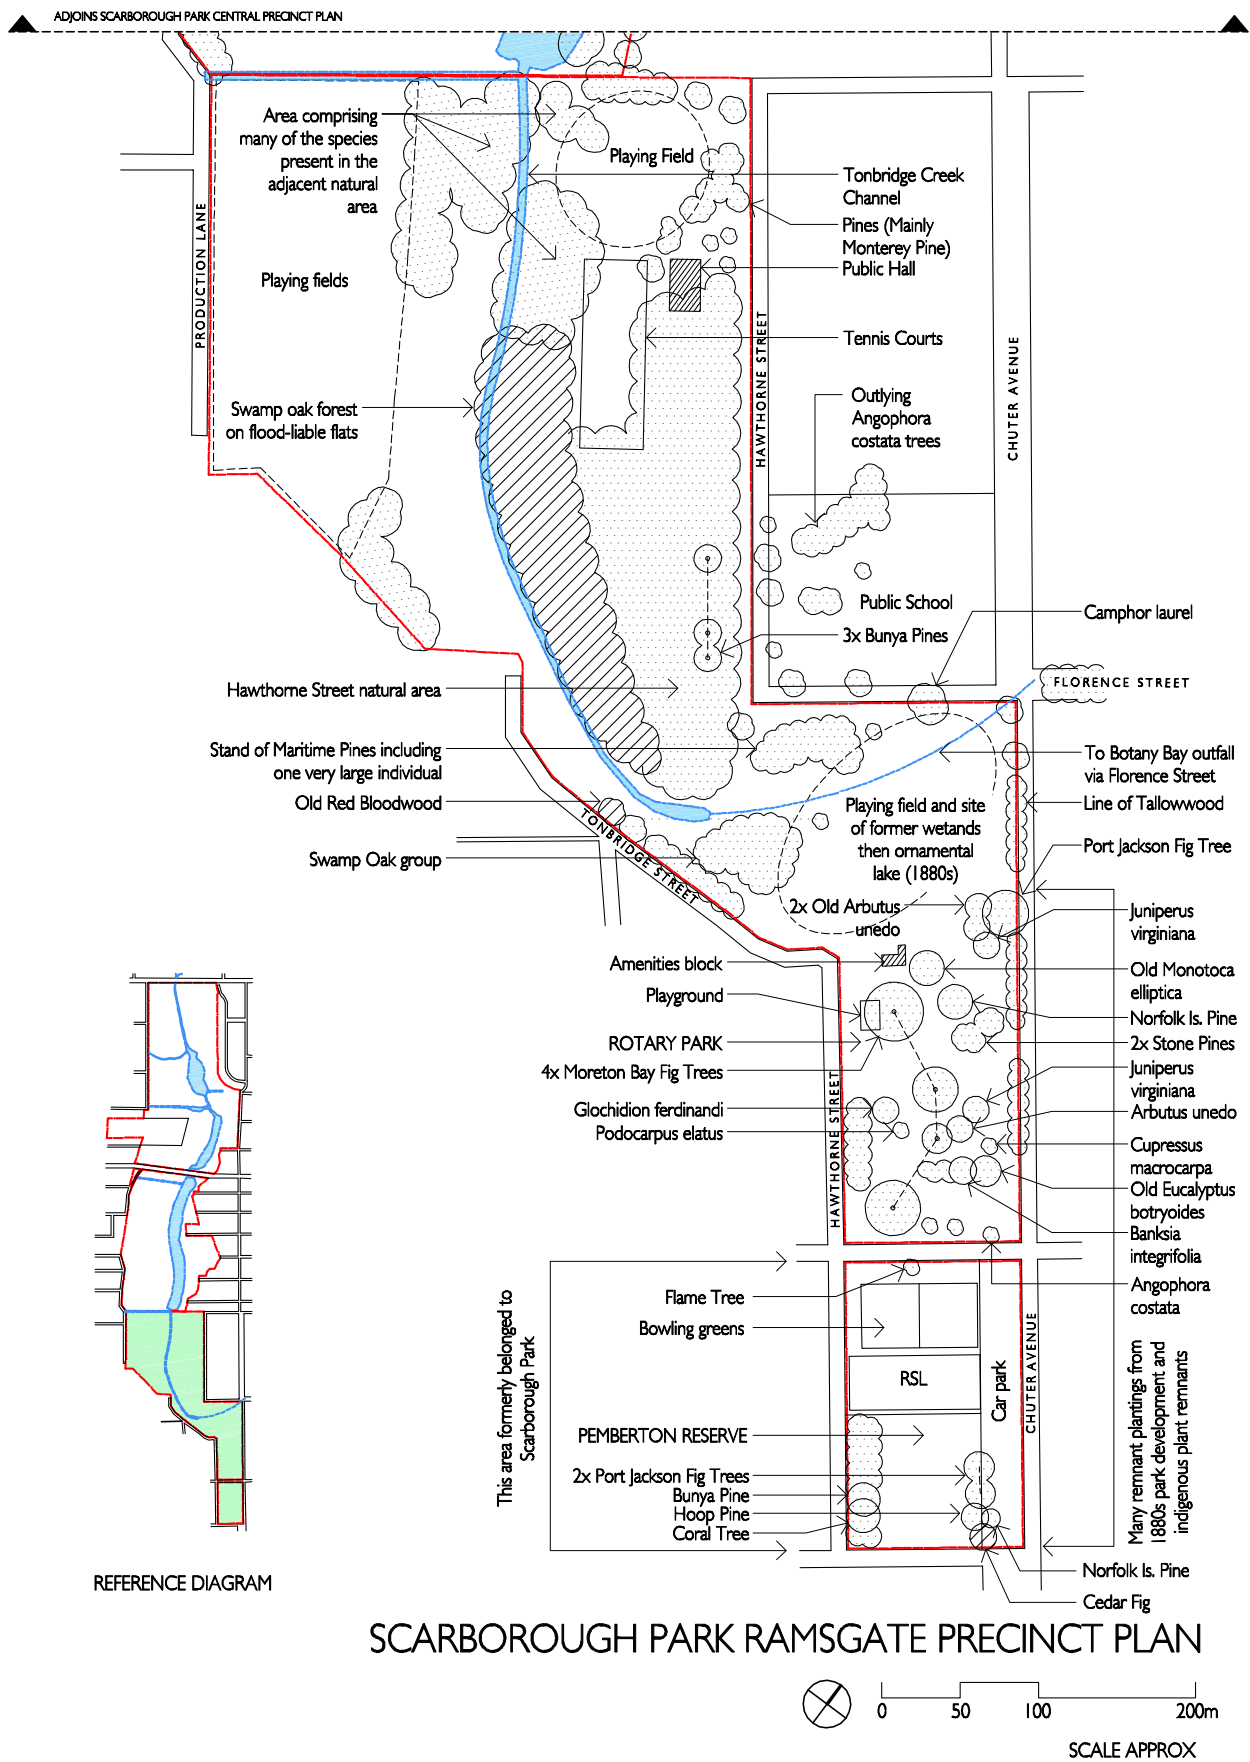 ADJOINS SCARBOROUGH PARK CENTRAL PRECINCT PLAN
Area comprising
many of the species
present in the
adjacent natural
area
Playing Field
Tonbridge Creek
Channel
Pines (Mainly
Monterey Pine)
Public Hall
PRODUCTION LANE
Playing fields
Tennis Courts
HAWTHORNE STREET
CHUTER AVENUE
Swamp oak forest
on flood-liable flats
Outlying
Angophora
costata trees
Public School
Camphor laurel
3x Bunya Pines
Hawthorne Street natural area
FLORENCE STREET
Stand of Maritime Pines including
one very large individual
To Botany Bay outfall
via Florence Street
Old Red Bloodwood
Line of Tallowwood
Playing field and site
of former wetands
then ornamental
lake (1880s)
TONBRIDGE STREET
Port Jackson Fig Tree
Swamp Oak group
2x Old Arbutus
unedo
Juniperus
virginiana
Amenities block
Old Monotoca
elliptica
Playground
Norfolk Is. Pine
ROTARY PARK
2x Stone Pines
4x Moreton Bay Fig Trees
Juniperus
virginiana
Glochidion ferdinandi
Arbutus unedo
Podocarpus elatus
Cupressus
macrocarpa
HAWTHORNE STREET
Old Eucalyptus
botryoides
Banksia
integrifolia
Angophora
costata
This area formerly belonged to
Scarborough Park
Flame Tree
Bowling greens
RSL
Car park
CHUTER AVENUE
Many remnant plantings from
1880s park development and
indigenous plant remnants
PEMBERTON RESERVE
2x Port Jackson Fig Trees
Bunya Pine
Hoop Pine
Coral Tree
Norfolk Is. Pine
Cedar Fig
REFERENCE DIAGRAM
SCARBOROUGH PARK RAMSGATE PRECINCT PLAN
0 50 100 200m
SCALE APPROX